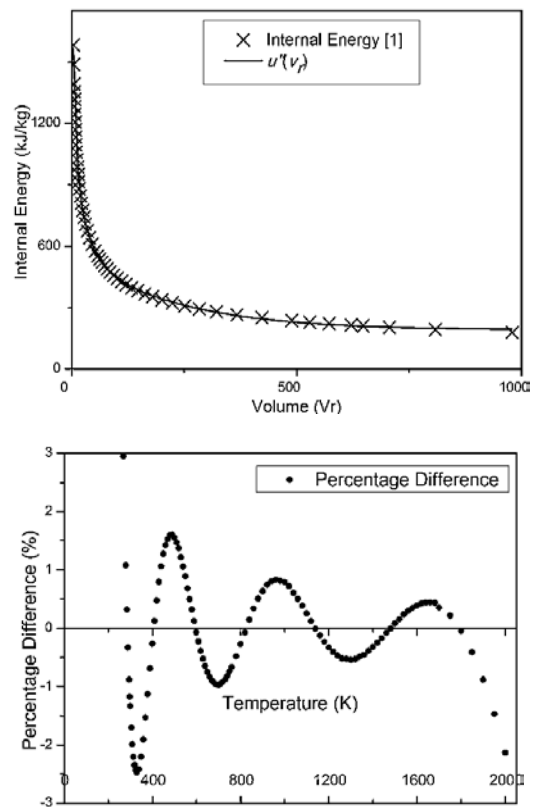 Internal Energy [1]
u"(vr)
1200
600
0
Internal Energy (kJ/kg)
0
500
1000
Volume (Vr)
Percentage Difference
3
2
1
0
-1
-2
-3
Percentage Difference (%)
Temperature (K)
0
400
800
1200
1600
2000